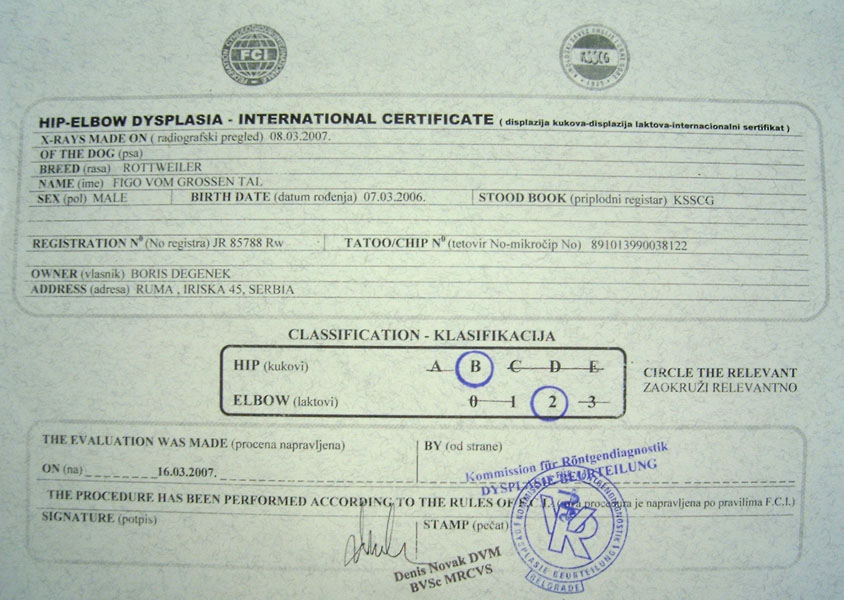 FCI
KSSCG
HIP-ELBOW DYSPLASIA - INTERNATIONAL CERTIFICATE ( displazija kukova-displazija laktova-internacionalni sertifikat )
X-RAYS MADE ON ( radiografski pregled) 08.03.2007.
OF THE DOG (psa)
BREED (rasa) ROTTWEILER
NAME (ime) FIGO VOM GROSSEN TAL
SEX (pol) MALE BIRTH DATE (datum rođenja) 07.03.2006. STOOD BOOK (priplodni registar) KSSCG
REGISTRATION Nº (No registra) JR 85788 Rw TATOO/CHIP Nº (tetovir No-mikročip No) 891013990038122
OWNER (vlasnik) BORIS DEGENEK
ADDRESS (adresa) RUMA , IRISKA 45, SERBIA
CLASSIFICATION - KLASIFIKACIJA
HIP (kukovi) A B C D E
CIRCLE THE RELEVANT
ZAOKRUŽI RELEVANTNO
ELBOW (laktovi) 0 1 2 3
THE EVALUATION WAS MADE (procena napravljena) BY (od strane)
Kommission für Röntgendiagnostik
DYSPLASIE BEURTEILUNG
ON (na) 16.03.2007.
THE PROCEDURE HAS BEEN PERFORMED ACCORDING TO THE RULES OF F.C.I. (ova procedura je napravljena po pravilima F.C.I.)
SIGNATURE (potpis) STAMP (pečat)
Denis Novak DVM
BVSc MRCVS
BELGRADE